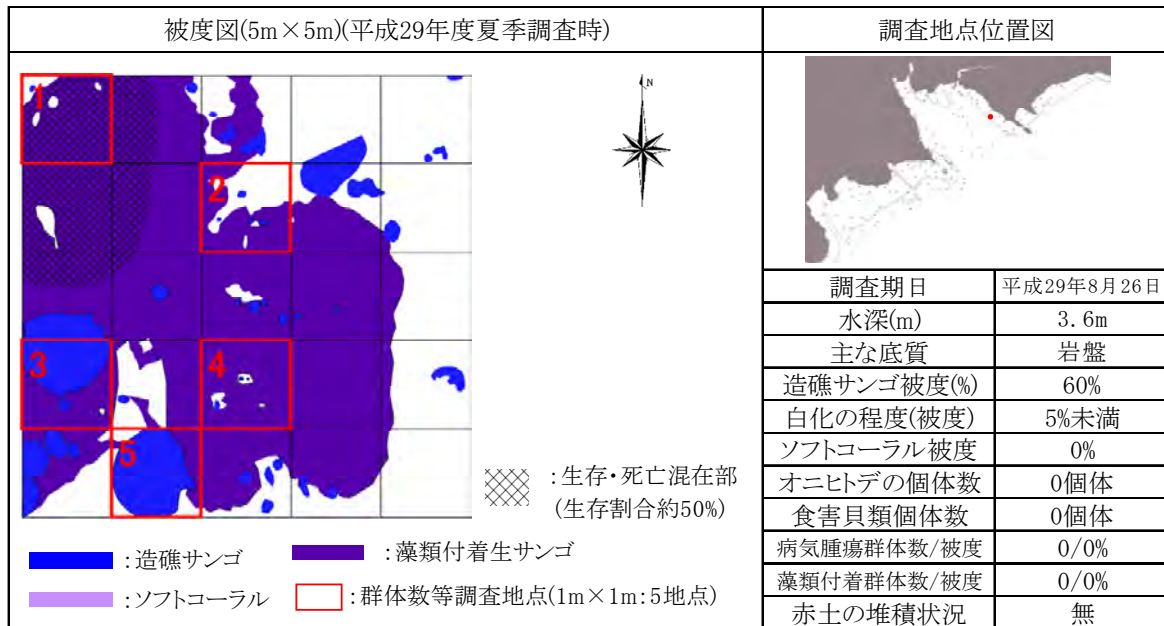 被度図(5m×5m)(平成29年度夏季調査時)
調査地点位置図
N
1
2
3
4
5
:生存・死亡混在部
(生存割合約50%)
:造礁サンゴ
:藻類付着生サンゴ
:ソフトコーラル
:群体数等調査地点(1m×1m:5地点)
調査期日 平成29年8月26日
水深(m) 3.6m
主な底質 岩盤
造礁サンゴ被度(%) 60%
白化の程度(被度) 5%未満
ソフトコーラル被度 0%
オニヒトデの個体数 0個体
食害貝類個体数 0個体
病気腫瘍群体数/被度 0/0%
藻類付着群体数/被度 0/0%
赤土の堆積状況 無